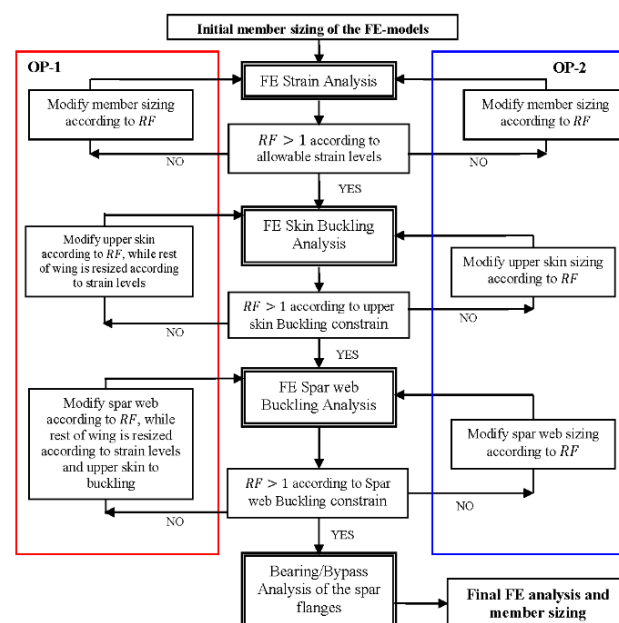 Initial member sizing of the FE-models
OP-1
OP-2
FE Strain Analysis
Modify member sizing
according to RF
Modify member sizing
according to RF
RF > 1 according to
allowable strain levels
NO
NO
YES
FE Skin Buckling
Analysis
Modify upper skin
according to RF, while rest
of wing is resized according
to strain levels
Modify upper skin sizing
according to RF
RF > 1 according to upper
skin Buckling constrain
NO
NO
YES
FE Spar web
Buckling Analysis
Modify spar web
according to RF, while
rest of wing is resized
according to strain levels
and upper skin to
buckling
Modify spar web sizing
according to RF
RF > 1 according to Spar
web Buckling constrain
NO
NO
YES
Bearing/Bypass
Analysis of the spar
flanges
Final FE analysis and
member sizing